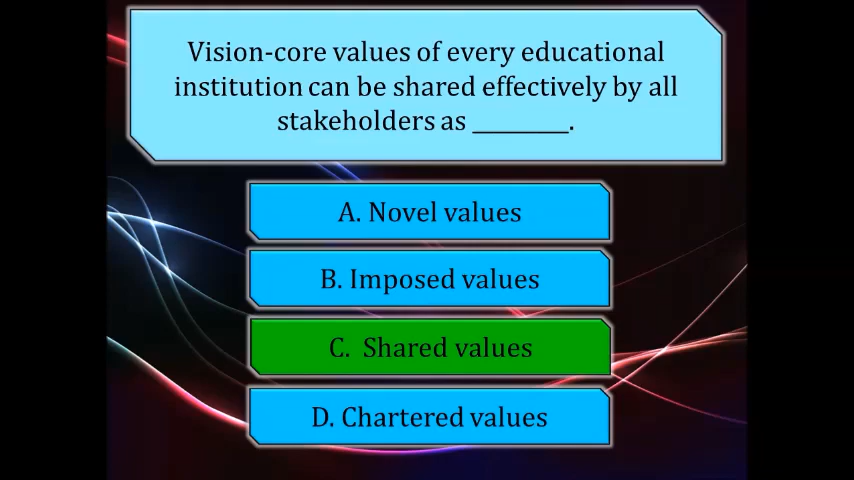 Vision-core values of every educational
institution can be shared effectively by all
stakeholders as _________.
A. Novel values
B. Imposed values
C. Shared values
D. Chartered values